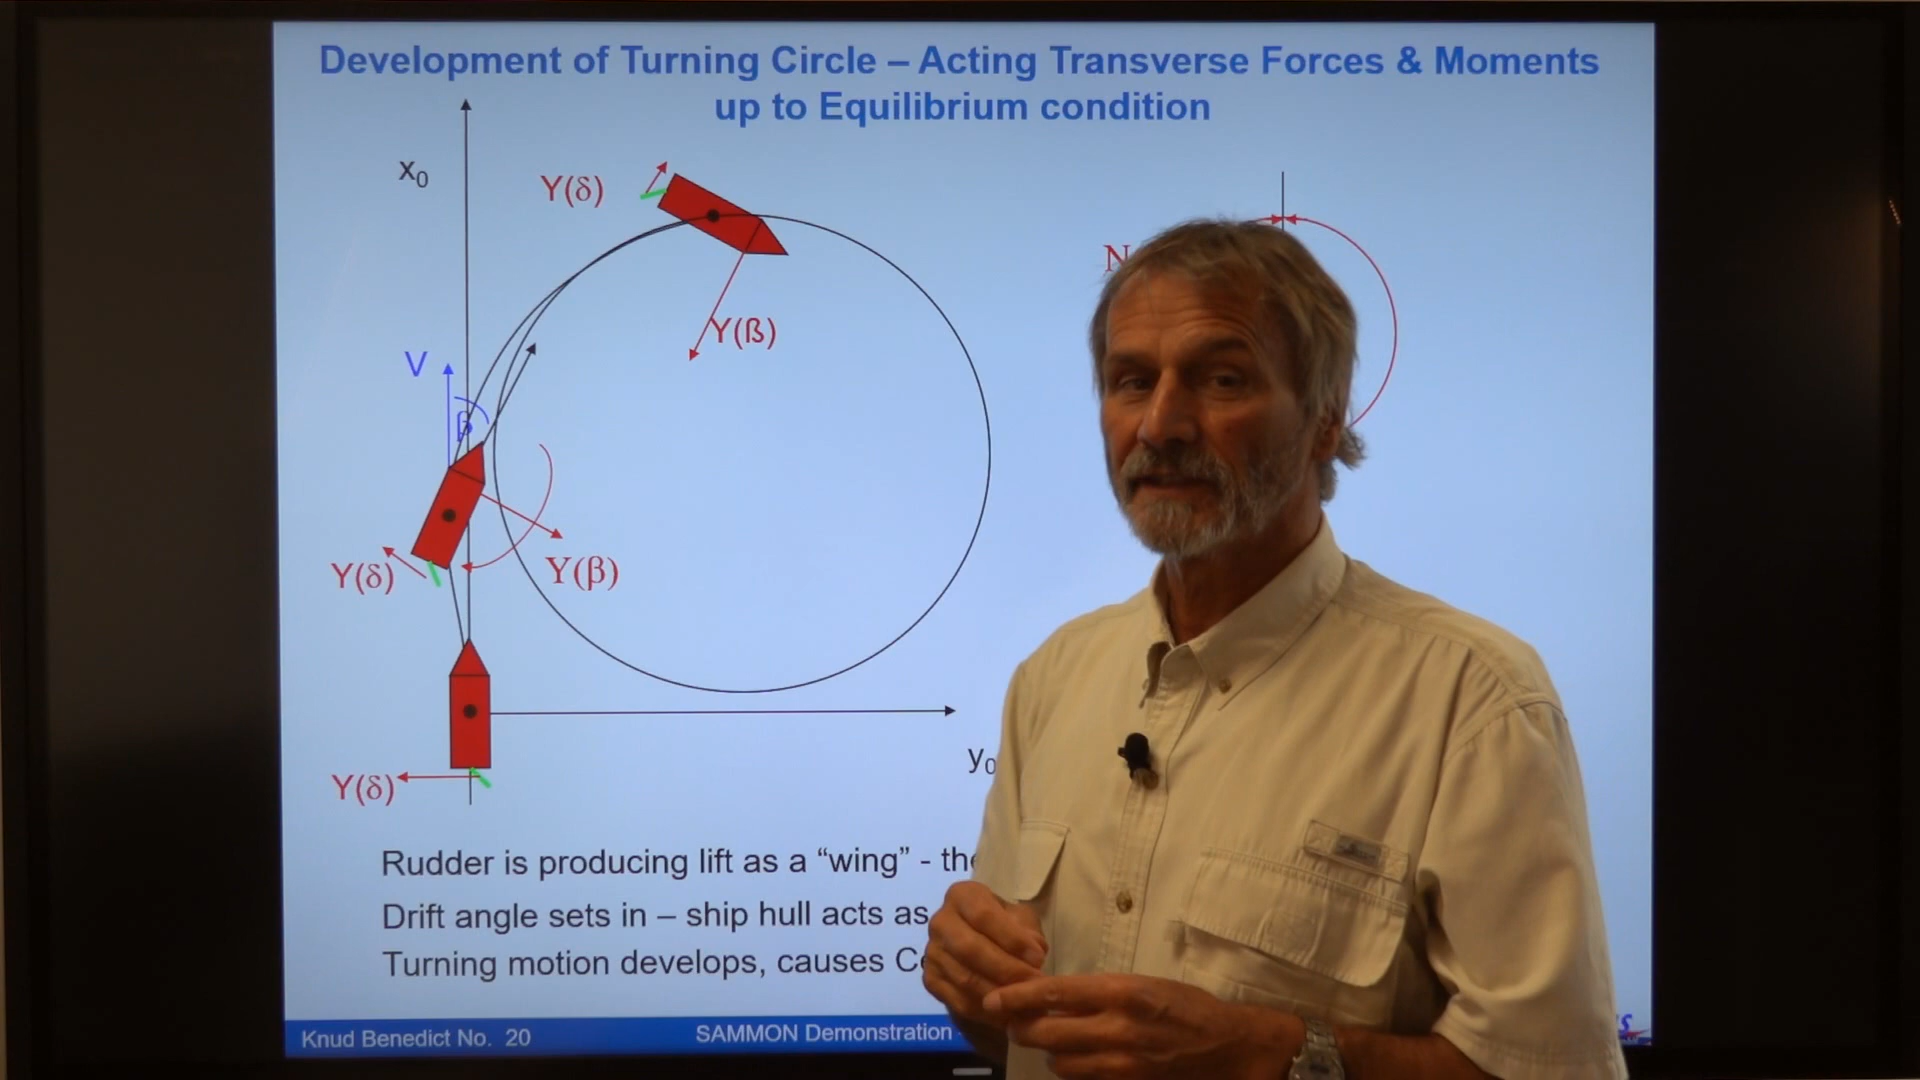 Development of Turning Circle – Acting Transverse Forces & Moments
up to Equilibrium condition
x₀
Y(δ)
N
Y(ß)
V
β
Y(δ)
Y(β)
y₀
Y(δ)
Rudder is producing lift as a “wing” - the
Drift angle sets in – ship hull acts as
Turning motion develops, causes
Knud Benedict No. 20
SAMMON Demonstration